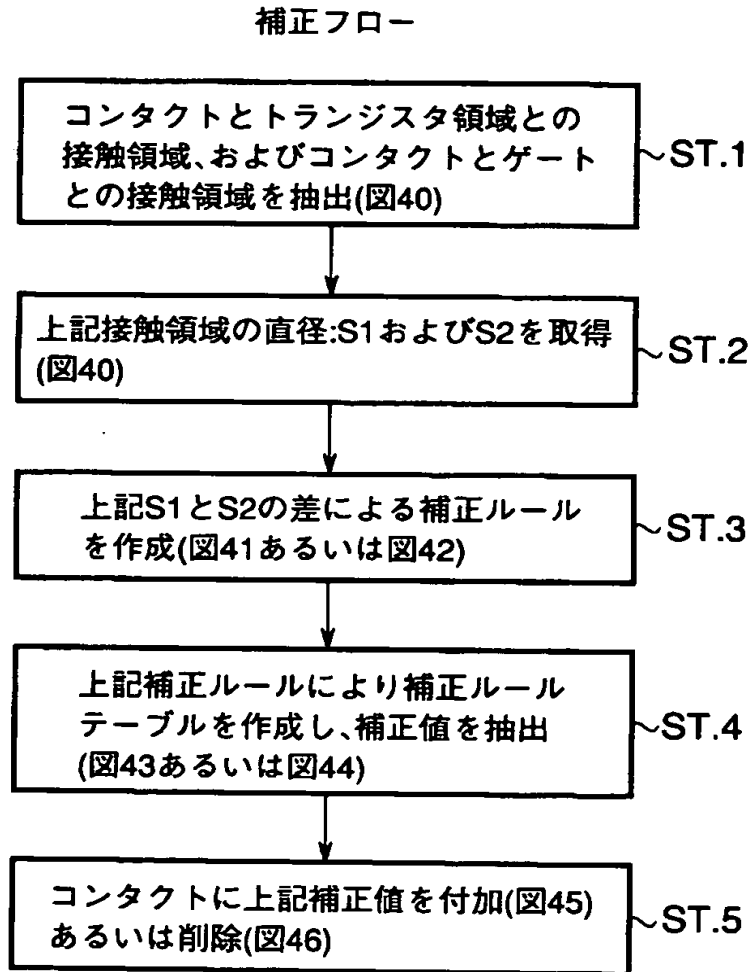 補正フロー
コンタクトとトランジスタ領域との
接触領域、およびコンタクトとゲート
との接触領域を抽出(図40)
~ST.1
上記接触領域の直径:S1およびS2を取得
(図40)
~ST.2
上記S1とS2の差による補正ルール
を作成(図41あるいは図42)
~ST.3
上記補正ルールにより補正ルール
テーブルを作成し、補正値を抽出
(図43あるいは図44)
~ST.4
コンタクトに上記補正値を付加(図45)
あるいは削除(図46)
~ST.5